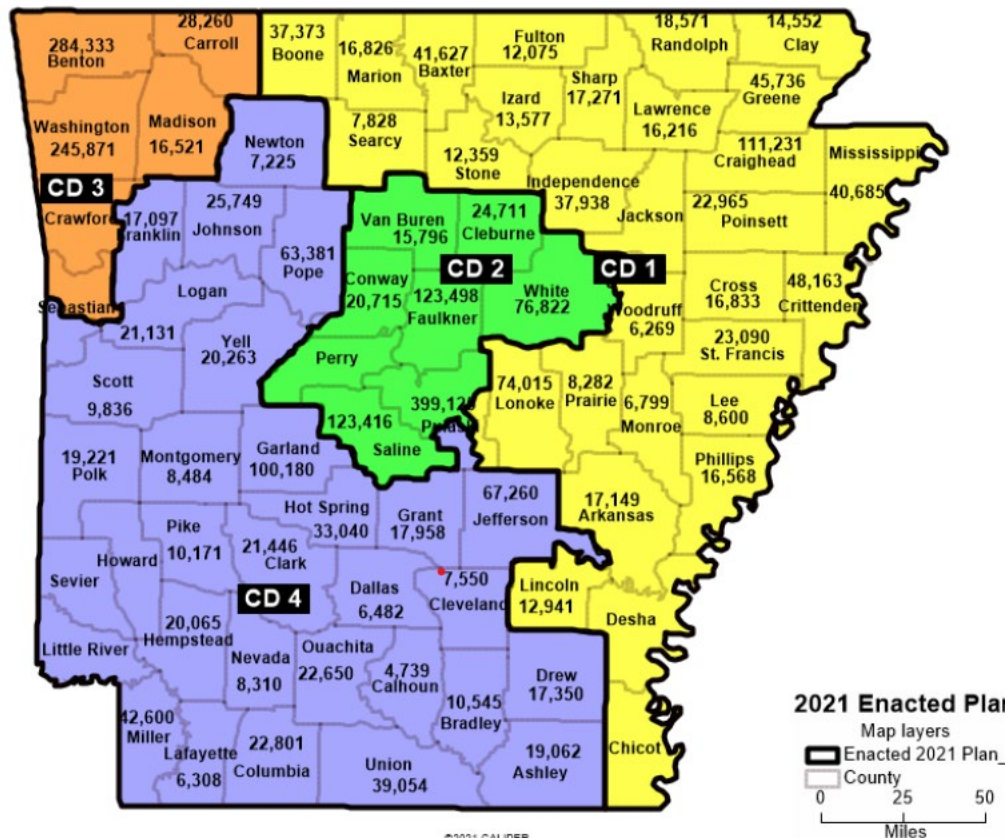 284,333
Benton
28,260
Carroll
37,373
Boone
16,826
Marion
41,627
Baxter
Fulton
12,075
18,571
Randolph
14,552
Clay
Sharp
17,271
45,736
Greene
Izard
13,577
Lawrence
16,216
Washington
245,871
Madison
16,521
Newton
7,225
7,828
Searcy
12,359
Stone
111,231
Craighead
Mississippi
40,685
Independence
37,938
Jackson
22,965
Poinsett
CD 3
Crawford
17,097
Franklin
25,749
Johnson
63,381
Pope
Van Buren
15,796
24,711
Cleburne
CD 2
CD 1
Conway
20,715
123,498
Faulkner
White
76,822
Cross
16,833
48,163
Crittenden
Woodruff
6,269
23,090
St. Francis
Sebastian
Logan
21,131
Yell
20,263
Perry
Scott
9,836
74,015
Lonoke
8,282
Prairie
6,799
Monroe
Lee
8,600
123,416
Saline
Pulaski
Phillips
16,568
19,221
Polk
Montgomery
8,484
Garland
100,180
Hot Spring
33,040
Grant
17,958
67,260
Jefferson
17,149
Arkansas
Pike
10,171
21,446
Clark
Howard
Sevier
CD 4
Dallas
6,482
7,550
Cleveland
Lincoln
12,941
Desha
20,065
Hempstead
Little River
Nevada
8,310
Ouachita
22,650
4,739
Calhoun
10,545
Bradley
Drew
17,350
42,600
Miller
Lafayette
6,308
22,801
Columbia
Union
39,054
19,062
Ashley
Chicot
2021 Enacted Plan
Map layers
Enacted 2021 Plan_
County
0 25 50
Miles
©2021 CALIPER